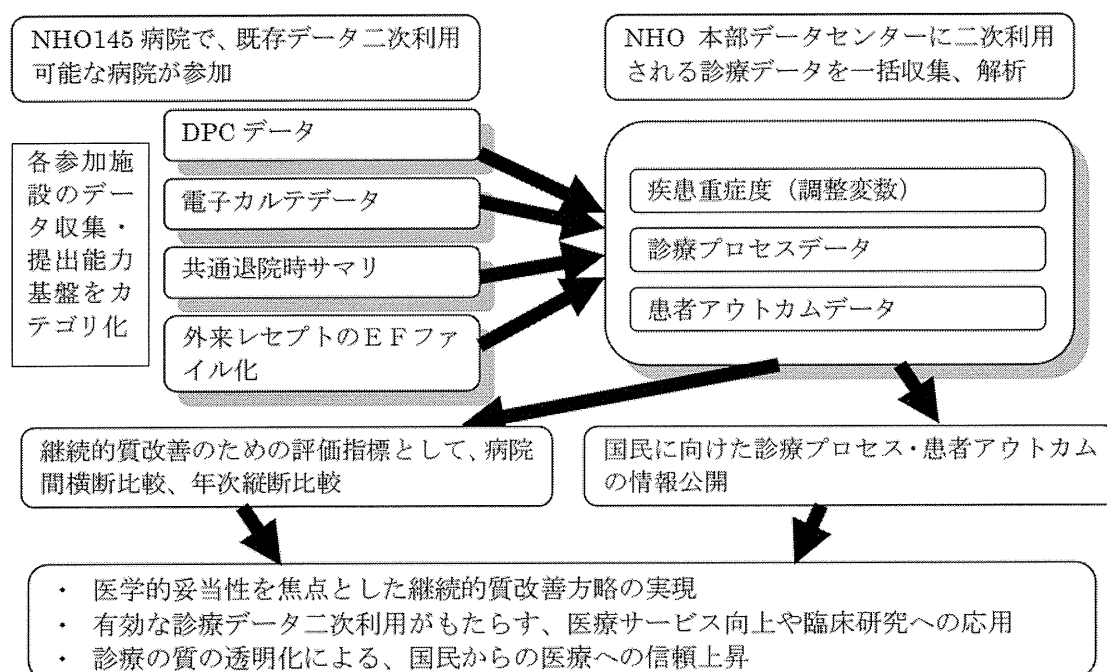 NHO145 病院で、既存データ二次利用
可能な病院が参加
NHO 本部データセンターに二次利用
される診療データを一括収集、解析
各参加施
設のデー
タ収集・
提出能力
基盤をカ
テゴリ化
DPC データ
電子カルテデータ
共通退院時サマリ
外来レセプトのＥＦファ
イル化
疾患重症度（調整変数）
診療プロセスデータ
患者アウトカムデータ
継続的質改善のための評価指標として、病院
間横断比較、年次縦断比較
国民に向けた診療プロセス・患者アウトカム
の情報公開
・ 医学的妥当性を焦点とした継続的質改善方略の実現
・ 有効な診療データ二次利用がもたらす、医療サービス向上や臨床研究への応用
・ 診療の質の透明化による、国民からの医療への信頼上昇